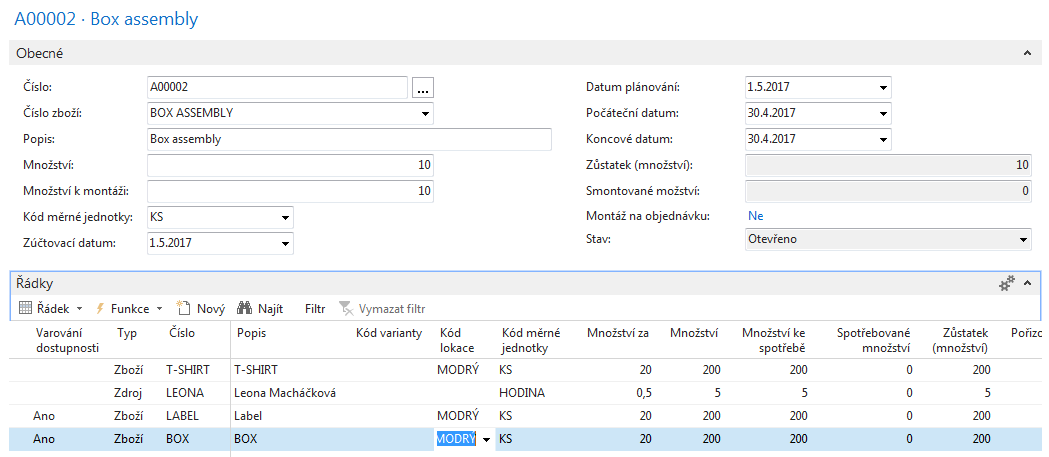 A00002 · Box assembly
Obecné
Číslo: A00002 ...
Číslo zboží: BOX ASSEMBLY
Popis: Box assembly
Množství: 10
Množství k montáži: 10
Kód měrné jednotky: KS
Zúčtovací datum: 1.5.2017
Datum plánování: 1.5.2017
Počáteční datum: 30.4.2017
Koncové datum: 30.4.2017
Zůstatek (množství): 10
Smontované možství: 0
Montáž na objednávku: Ne
Stav: Otevřeno
Řádky
Řádek Funkce Nový Najít Filtr Vymazat filtr
Varování dostupnosti Typ Číslo Popis Kód varianty Kód lokace Kód měrné jednotky Množství za Množství Množství ke spotřebě Spotřebované množství Zůstatek (množství) Pořizo
Zboží T-SHIRT T-SHIRT MODRÝ KS 20 200 200 0 200
Zdroj LEONA Leona Macháčková HODINA 0,5 5 5 0 5
Ano Zboží LABEL Label MODRÝ KS 20 200 200 0 200
Ano Zboží BOX BOX MODRÝ KS 20 200 200 0 200